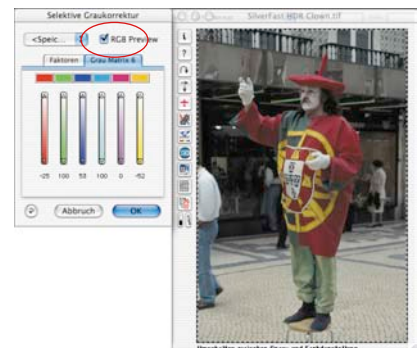 Selektive Graukorrektur
<Speic...
RGB Preview
Faktoren
Grau Matrix 6
-25 100 53 100 0 -52
Abbruch
OK
SilverFast HDR Clown.tif